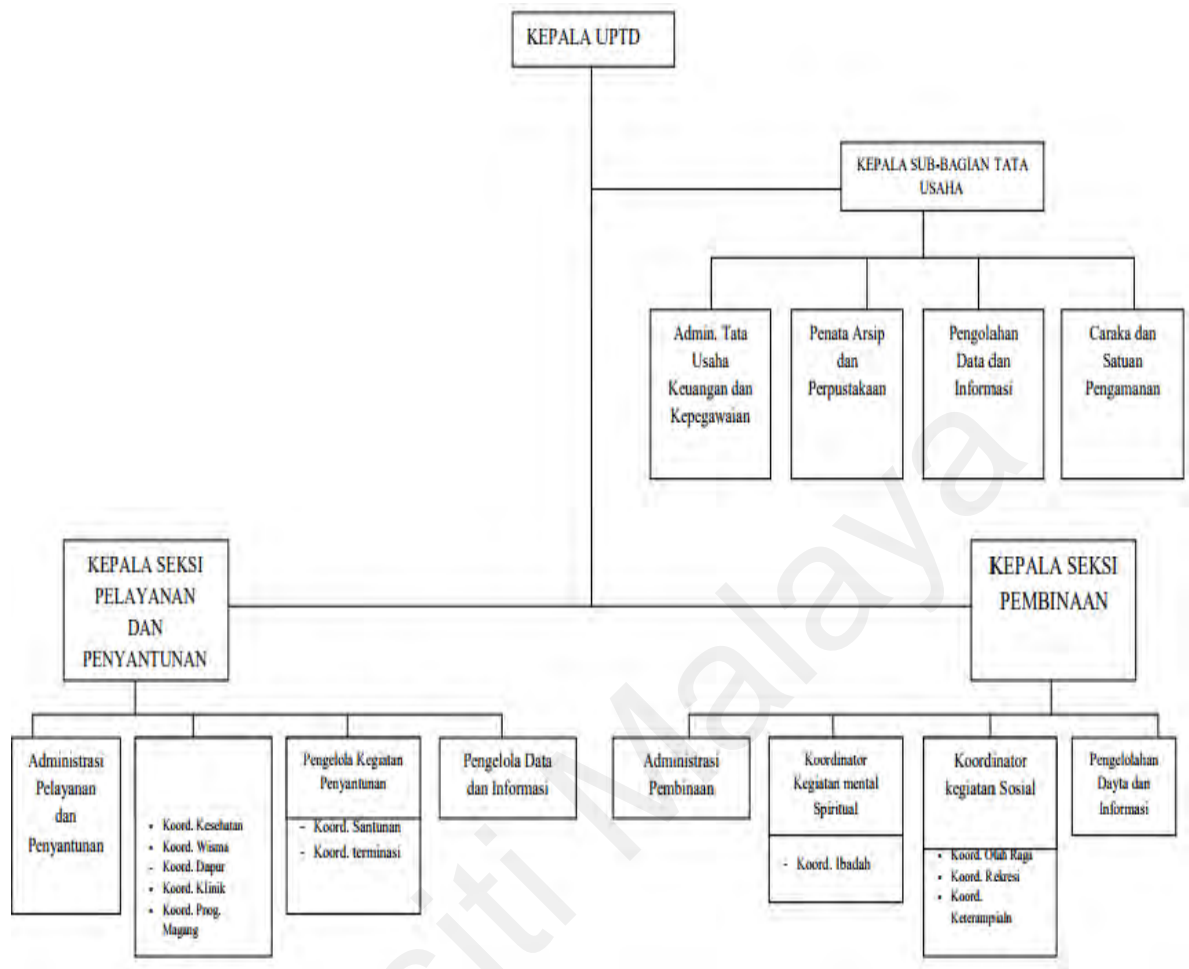 KEPALA UPTD
KEPALA SUB-BAGIAN TATA
USAHA
Admin. Tata
Usaha
Keuangan dan
Kepegawaian
Penata Arsip
dan
Perpustakaan
Pengolahan
Data dan
Informasi
Caraka dan
Satuan
Pengamanan
KEPALA SEKSI
PELAYANAN
DAN
PENYANTUNAN
KEPALA SEKSI
PEMBINAAN
Administrasi
Pelayanan
dan
Penyantunan
• Koord. Kesehatan
• Koord. Wisma
- Koord. Dapur
• Koord. Klinik
• Koord. Prog.
Magang
Pengelola Kegiatan
Penyantunan
- Koord. Santunan
- Koord. terminasi
Pengelola Data
dan Informasi
Administrasi
Pembinaan
Koordinator
Kegiatan mental
Spiritual
- Koord. Ibadah
Koordinator
kegiatan Sosial
• Koord. Olah Raga
• Koord. Rekresi
• Koord.
Keterampialn
Pengelolahan
Dayta dan
Informasi
siti Malaya